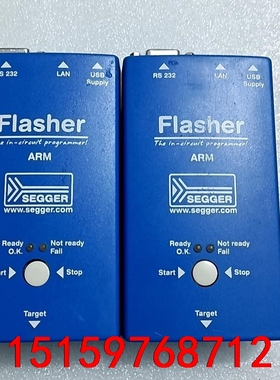 RS 232 LAN USB
Supply
Flasher
The in-circuit programmer!
ARM
SEGGER
www.segger.com
Ready Not ready
O.K. Fail
Start Stop
Target
RS 232 LAN USB
Supply
Flasher
The in-circuit programmer!
ARM
SEGGER
www.segger.com
Ready Not ready
O.K. Fail
Start Stop
Target
15159768712